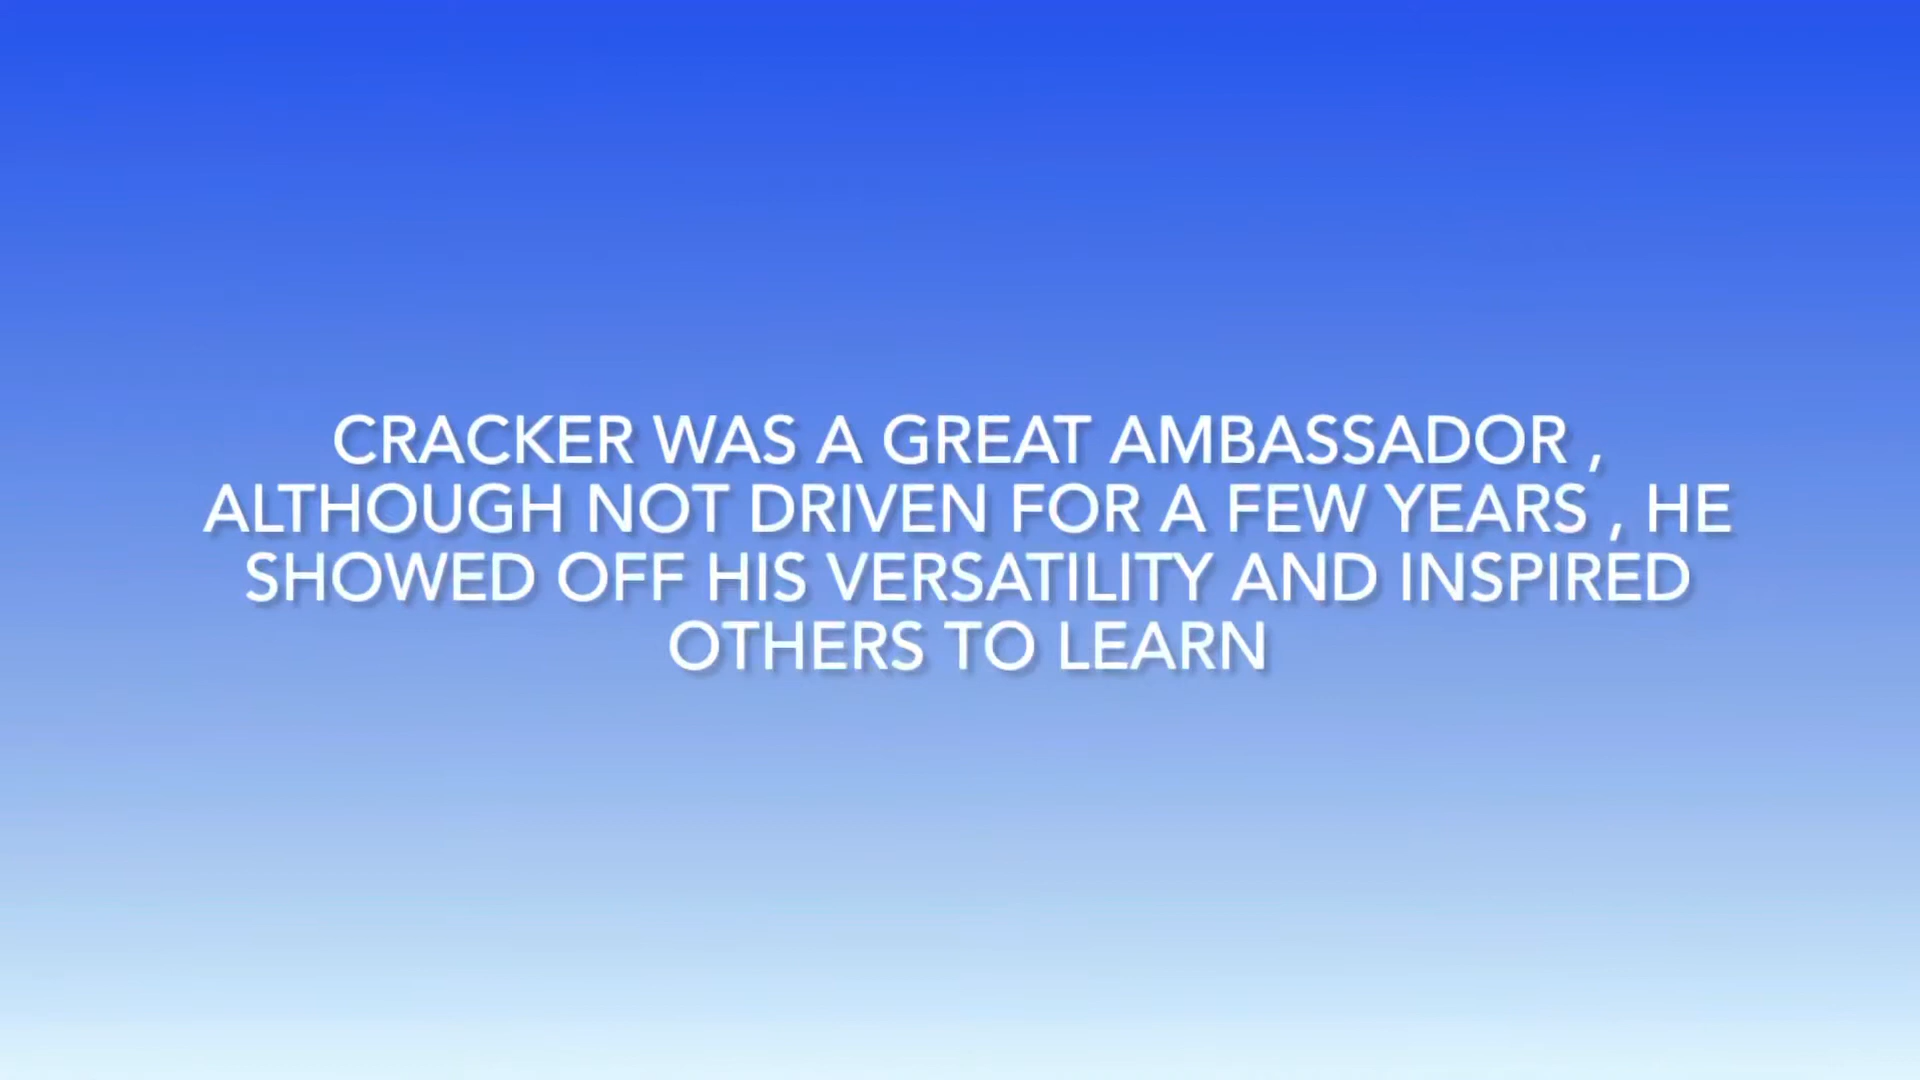 CRACKER WAS A GREAT AMBASSADOR ,
ALTHOUGH NOT DRIVEN FOR A FEW YEARS , HE
SHOWED OFF HIS VERSATILITY AND INSPIRED
OTHERS TO LEARN